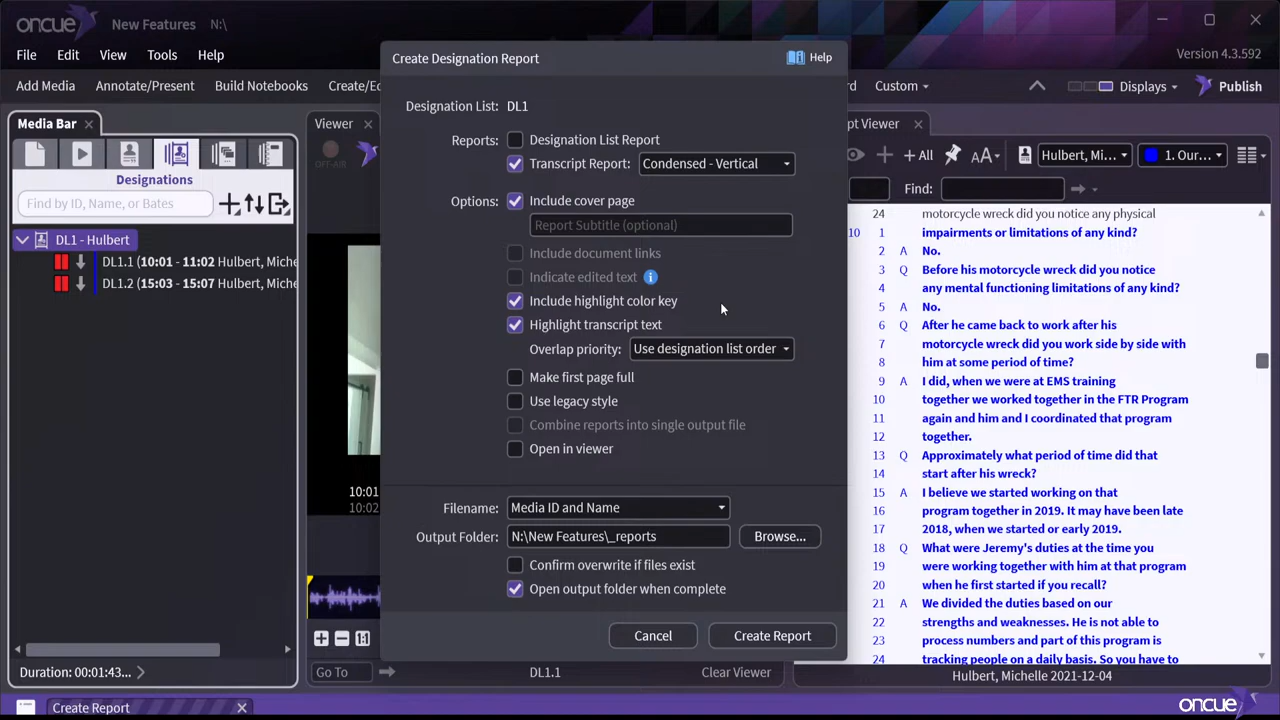 oncue New Features N:\
File Edit View Tools Help Version 4.3.592
Add Media Annotate/Present Build Notebooks Create/Ed d Custom Displays Publish
Media Bar
Designations
Find by ID, Name, or Bates
DL1 - Hulbert
DL1.1 (10:01 - 11:02 Hulbert, Miche
DL1.2 (15:03 - 15:07 Hulbert, Miche
Duration: 00:01:43...
Viewer
OFF-AIR
10:01
10:02
Go To DL1.1 Clear Viewer
Create Designation Report Help
Designation List: DL1
Reports: Designation List Report
Transcript Report: Condensed - Vertical
Options: Include cover page
Report Subtitle (optional)
Include document links
Indicate edited text
Include highlight color key
Highlight transcript text
Overlap priority: Use designation list order
Make first page full
Use legacy style
Combine reports into single output file
Open in viewer
Filename: Media ID and Name
Output Folder: N:\New Features\_reports Browse...
Confirm overwrite if files exist
Open output folder when complete
Cancel Create Report
pt Viewer
+ All AA Hulbert, Mi... 1. Our...
Find:
24 motorcycle wreck did you notice any physical
10 1 impairments or limitations of any kind?
2 A No.
3 Q Before his motorcycle wreck did you notice
4 any mental functioning limitations of any kind?
5 A No.
6 Q After he came back to work after his
7 motorcycle wreck did you work side by side with
8 him at some period of time?
9 A I did, when we were at EMS training
10 together we worked together in the FTR Program
11 again and him and I coordinated that program
12 together.
13 Q Approximately what period of time did that
14 start after his wreck?
15 A I believe we started working on that
16 program together in 2019. It may have been late
17 2018, when we started or early 2019.
18 Q What were Jeremy's duties at the time you
19 were working together with him at that program
20 when he first started if you recall?
21 A We divided the duties based on our
22 strengths and weaknesses. He is not able to
23 process numbers and part of this program is
24 tracking people on a daily basis. So you have to
Hulbert, Michelle 2021-12-04
Create Report
oncue